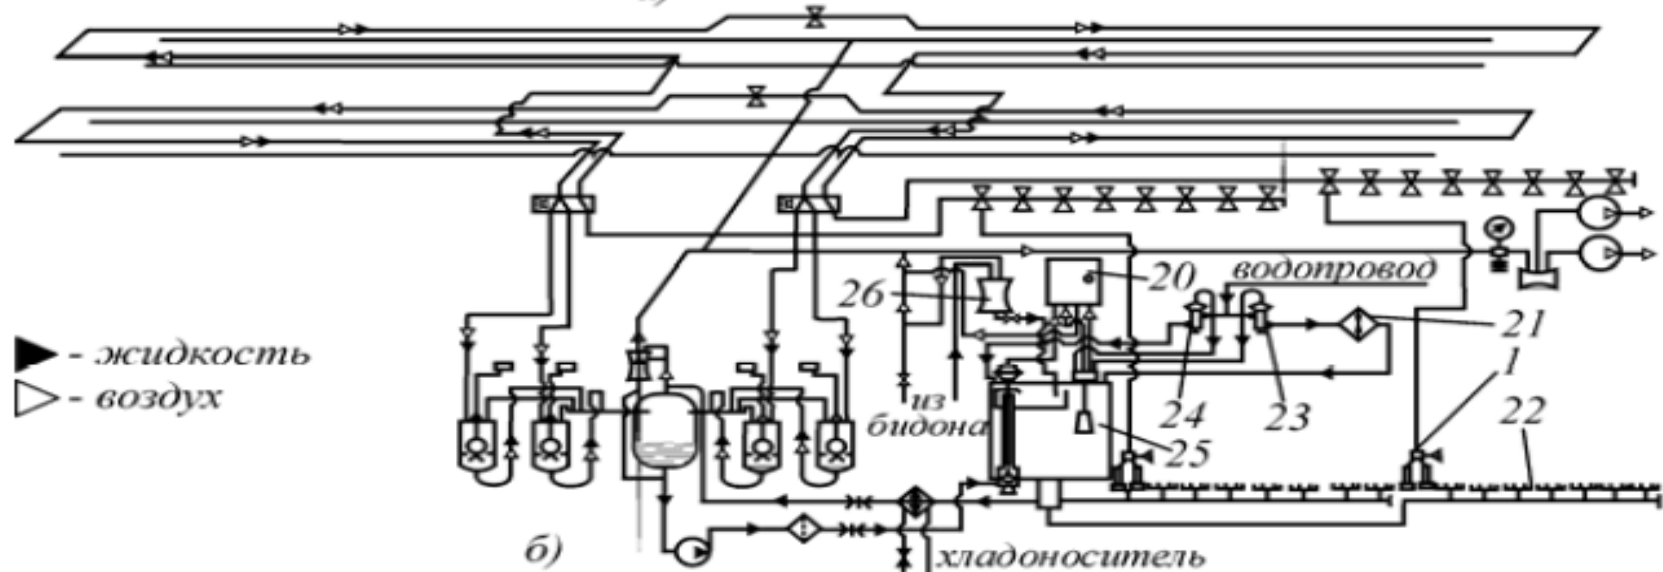 20
водопровод
26
21
- жидкость
1
- воздух
из
24
23
22
бидона
25
б)
хладоноситель